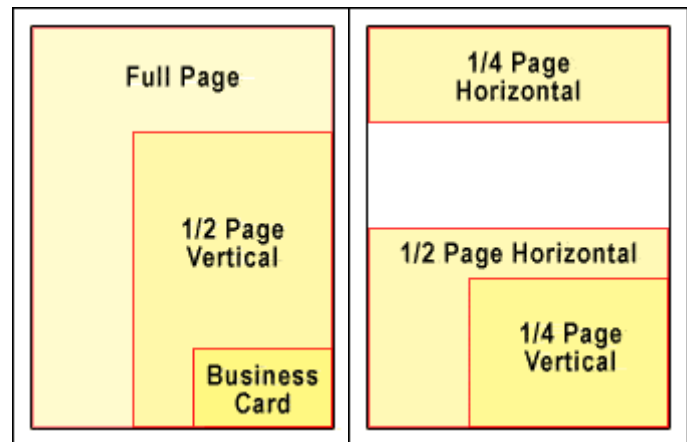 Full Page
1/2 Page
Vertical
Business
Card
1/4 Page
Horizontal
1/2 Page Horizontal
1/4 Page
Vertical